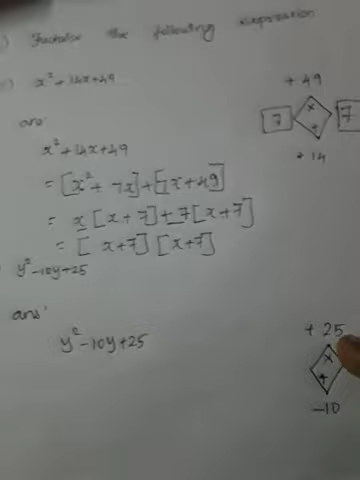 ) Factorise the following expression
x² + 14x + 49
+ 49
ans
7
x
+
7
x² + 14x + 49
+ 14
= [x² + 7x] + [7x + 49]
= x [x + 7] + 7 [x + 7]
= [x+7] [x+7]
y² - 10y + 25
ans'
+ 25
y² - 10y + 25
x
+
-10